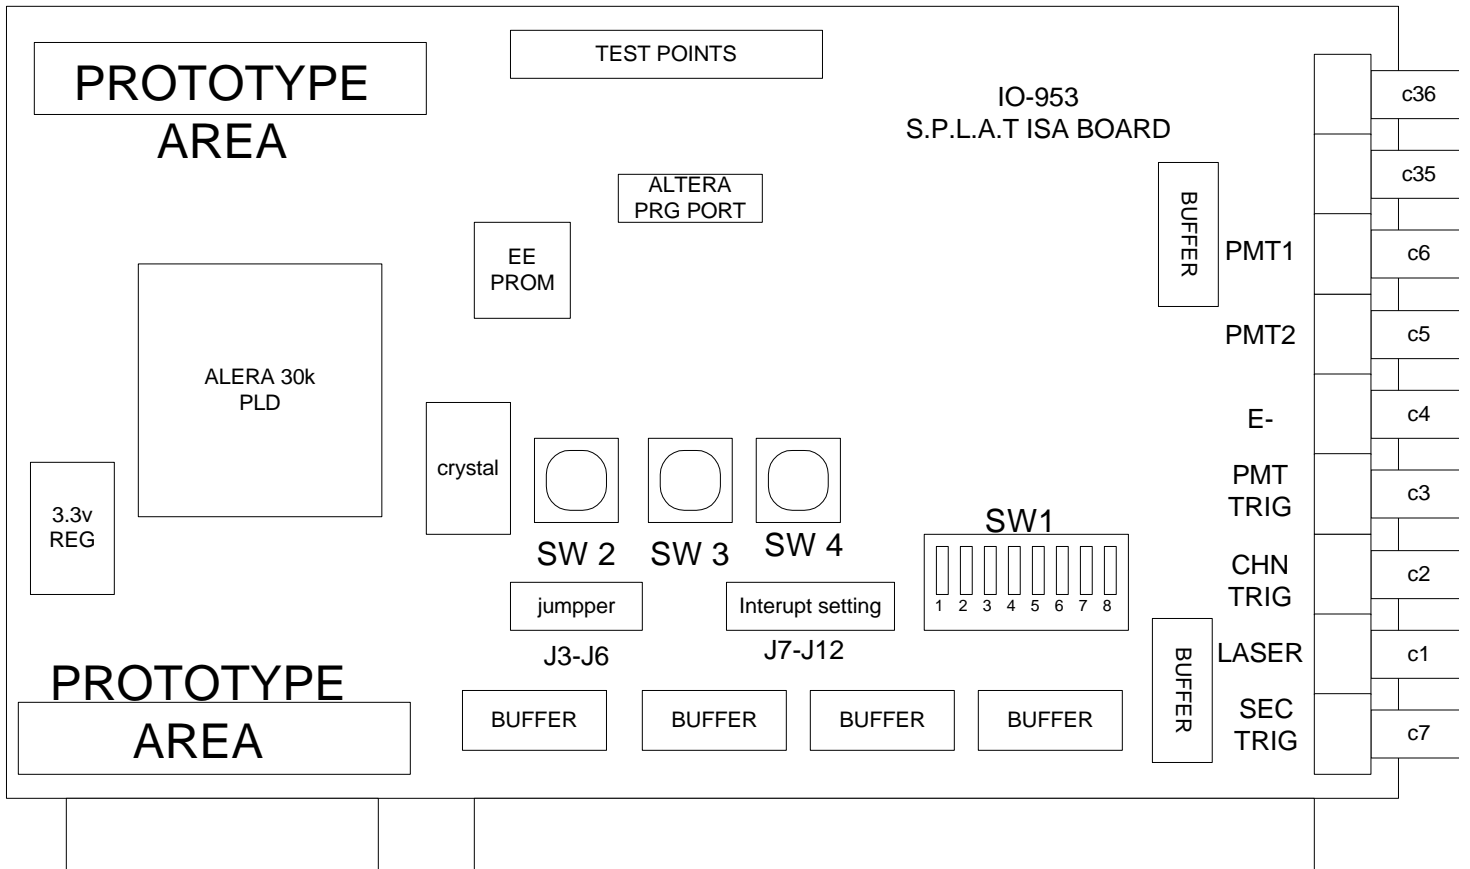 PROTOTYPE
AREA
TEST POINTS
IO-953
S.P.L.A.T ISA BOARD
c36
c35
ALTERA
PRG PORT
BUFFER
PMT1
c6
EE
PROM
PMT2
c5
ALERA 30k
PLD
E-
c4
crystal
PMT
TRIG
c3
3.3v
REG
SW 2
SW 3
SW 4
SW1
1 2 3 4 5 6 7 8
CHN
TRIG
c2
jumpper
Interupt setting
J3-J6
J7-J12
BUFFER
LASER
c1
PROTOTYPE
AREA
BUFFER
BUFFER
BUFFER
BUFFER
SEC
TRIG
c7